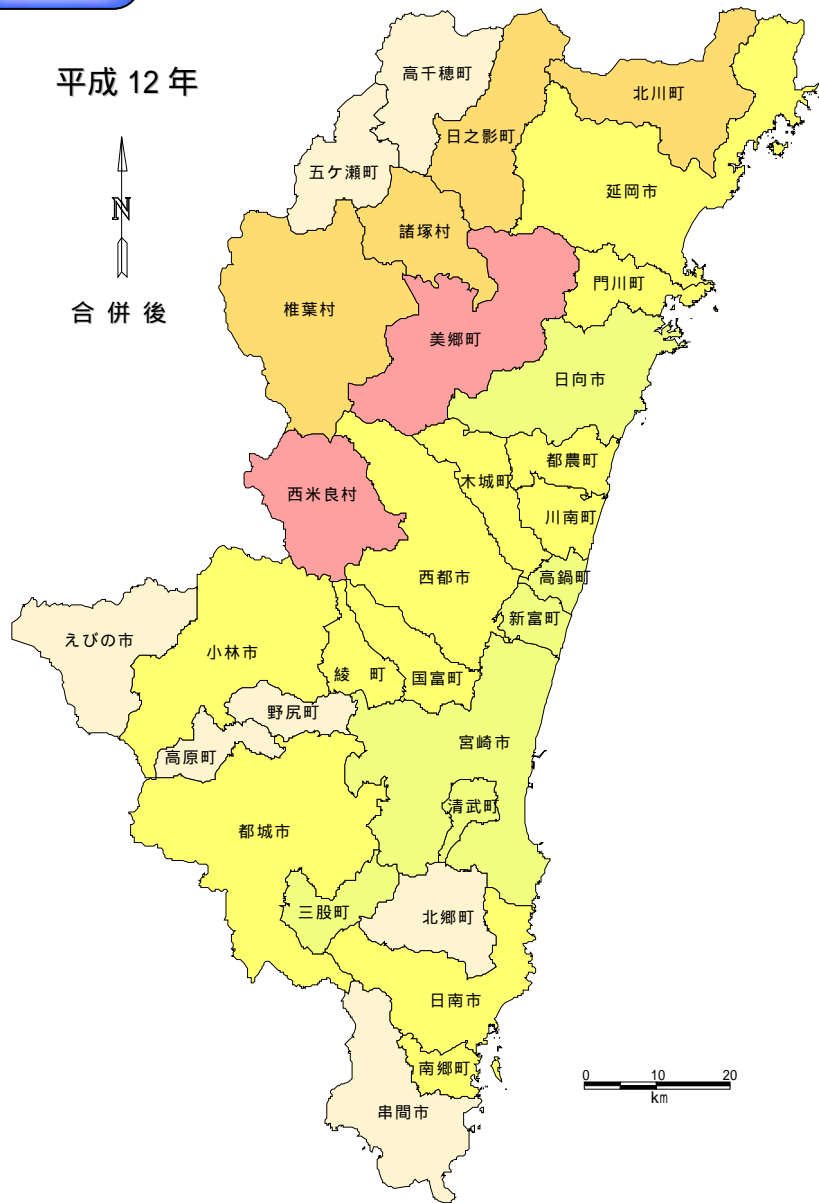 平成 12 年
N
合 併 後
高千穂町
北川町
日之影町
五ケ瀬町
延岡市
諸塚村
門川町
椎葉村
美郷町
日向市
都農町
木城町
西米良村
川南町
西都市
高鍋町
新富町
えびの市
小林市
綾 町
国富町
野尻町
宮崎市
高原町
清武町
都城市
三股町
北郷町
日南市
南郷町
串間市
0 10 20
km